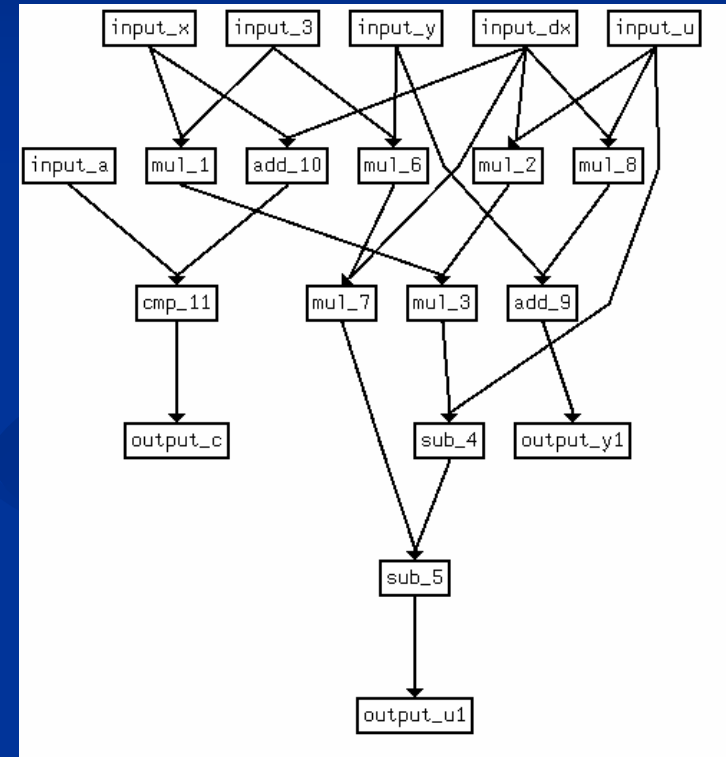 input_x input_3 input_y input_dx input_u
input_a mul_1 add_10 mul_6 mul_2 mul_8
cmp_11 mul_7 mul_3 add_9
output_c sub_4 output_y1
sub_5
output_u1